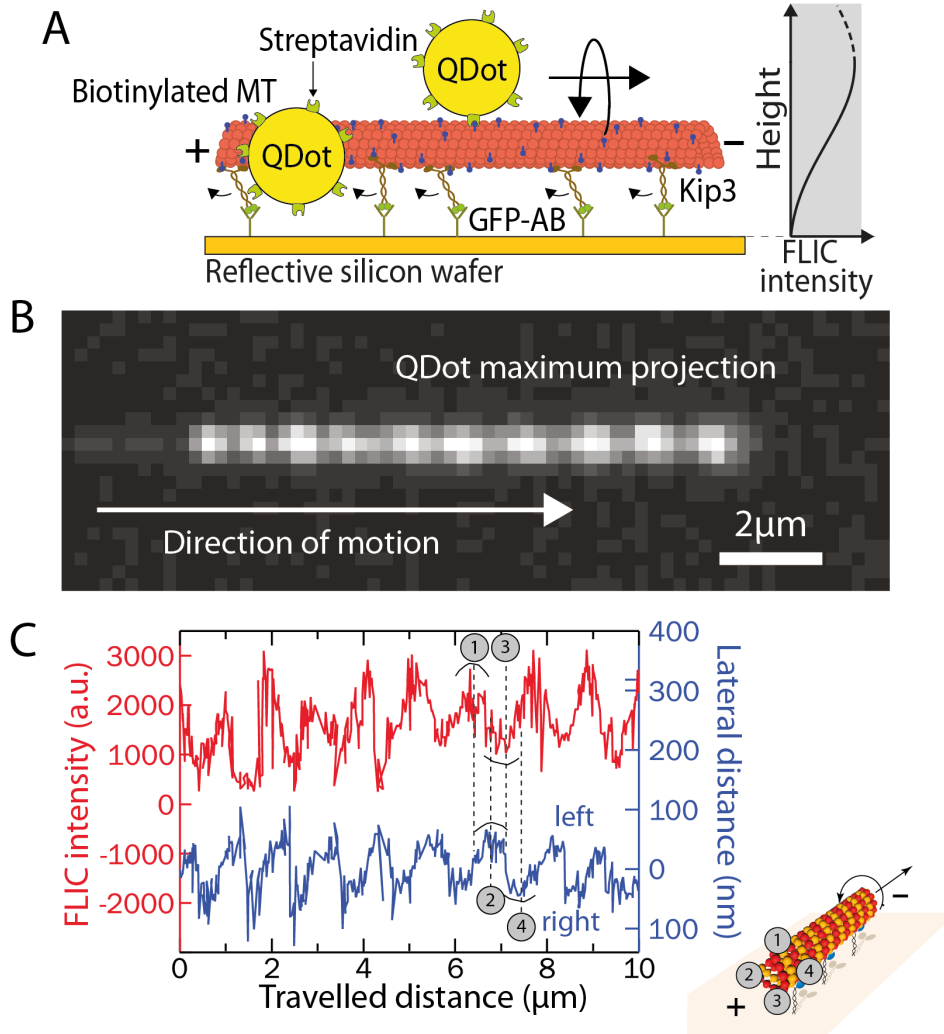 A
Streptavidin
QDot
Biotinylated MT
QDot
+
−
Kip3
GFP-AB
Reflective silicon wafer
Height
FLIC
intensity
B
QDot maximum projection
Direction of motion
2μm
C
FLIC intensity (a.u.)
3000
2000
1000
0
-1000
-2000
1
3
2
4
left
right
400
300
200
100
0
100
Lateral distance (nm)
0 2 4 6 8 10
Travelled distance (μm)
−
1
2
4
3
+